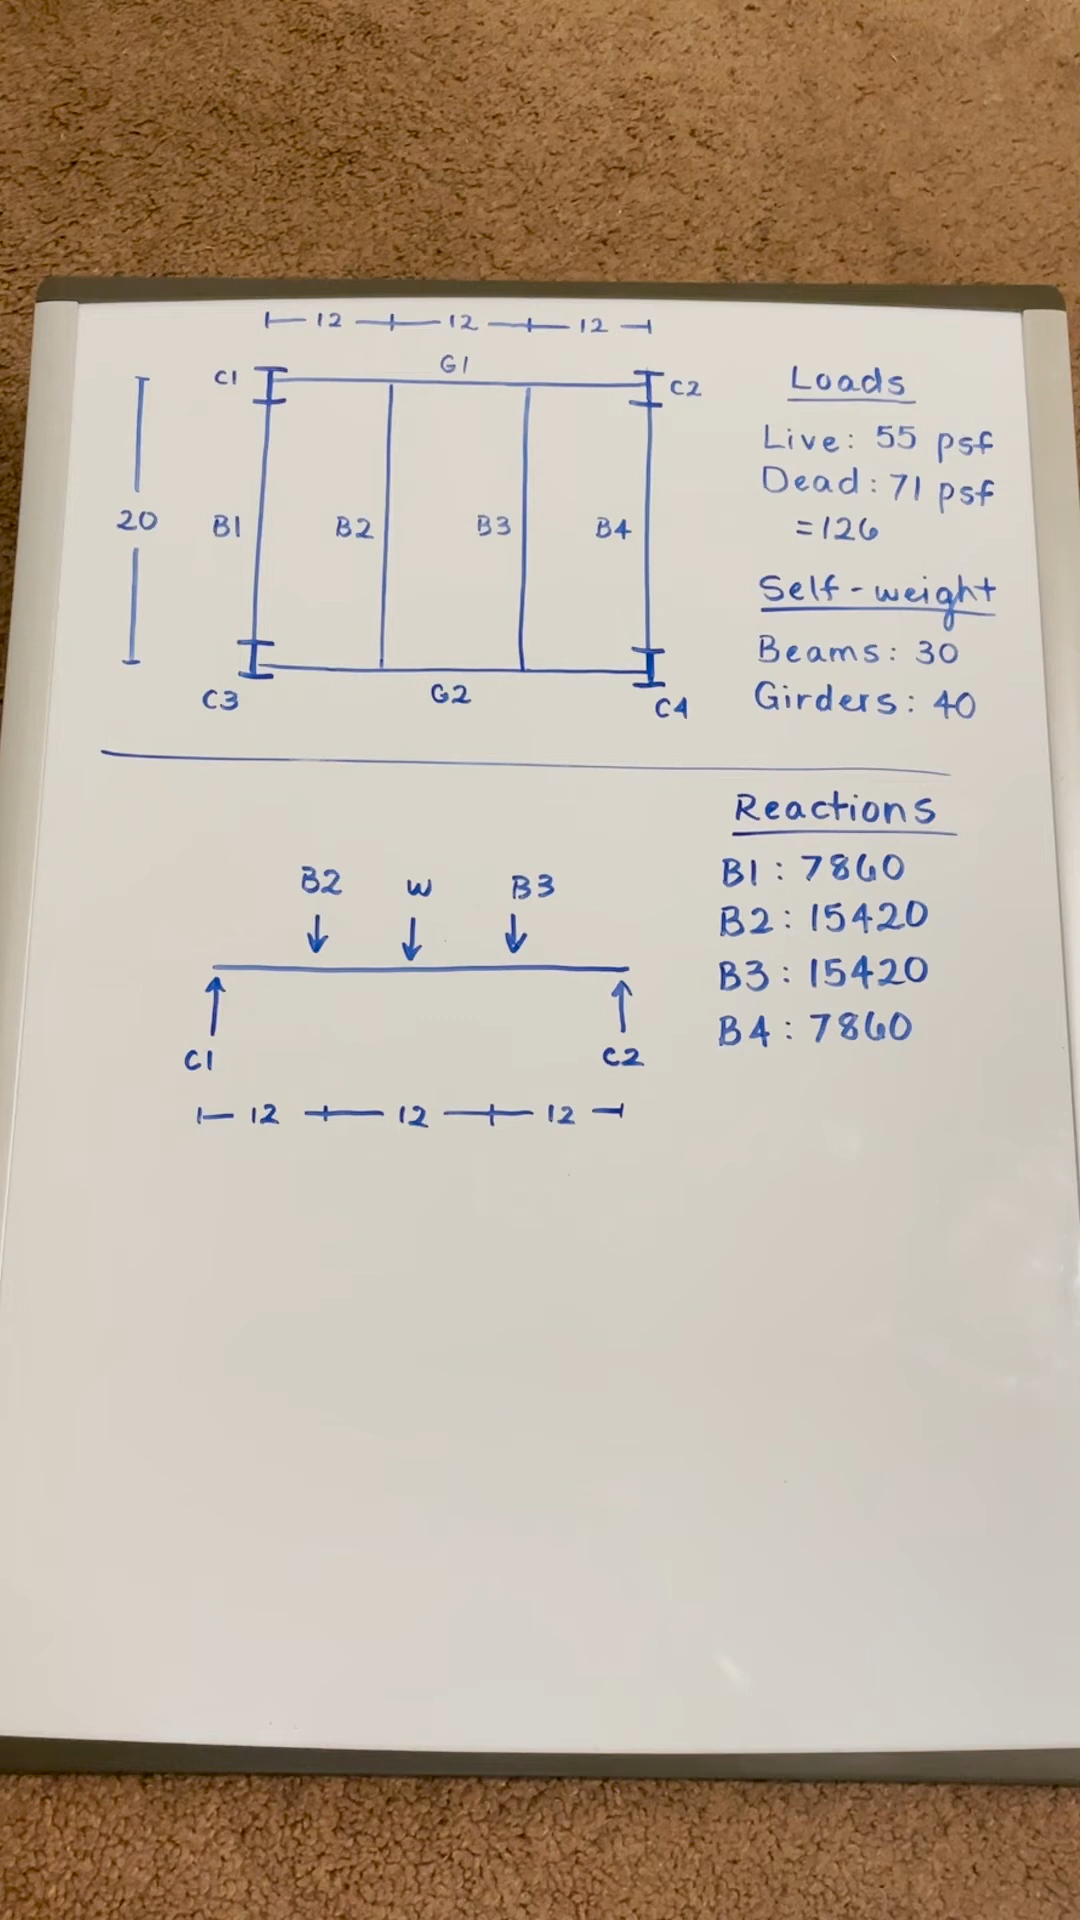 12 12 12
G1
C1 C2
20 B1 B2 B3 B4
C3 G2 C4
Loads
Live: 55 psf
Dead: 71 psf
=126
Self-weight
Beams: 30
Girders: 40
B2 w B3
C1 C2
12 12 12
Reactions
B1: 7860
B2: 15420
B3: 15420
B4: 7860